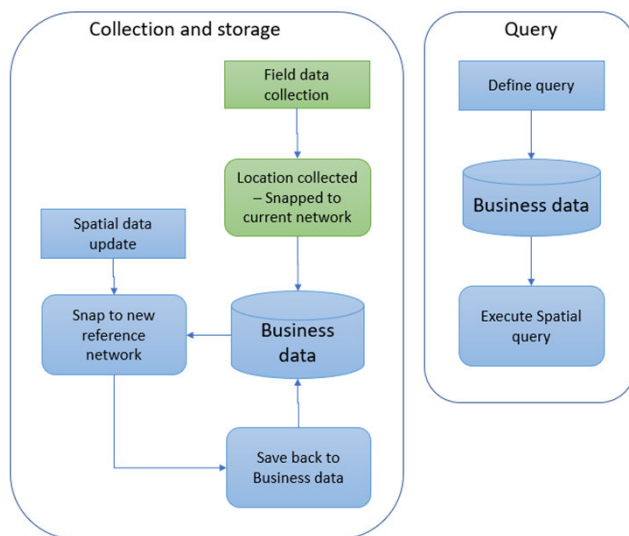 Collection and storage
Field data
collection
Location collected
– Snapped to
current network
Spatial data
update
Snap to new
reference
network
Business
data
Save back to
Business data
Query
Define query
Business data
Execute Spatial
query